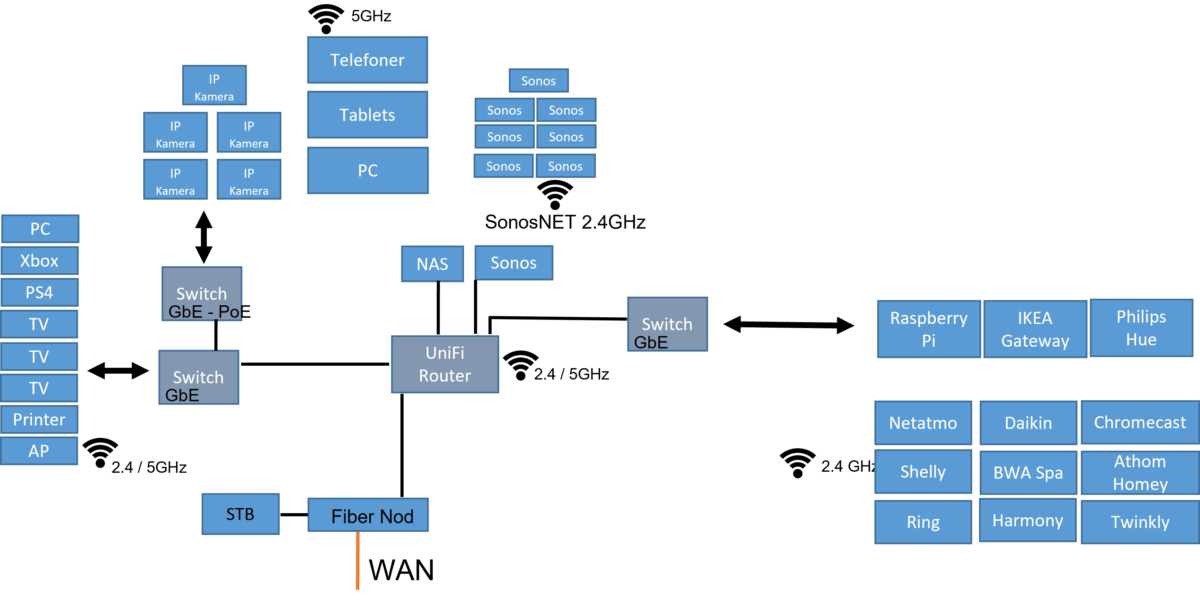 5GHz
Telefoner
Tablets
PC
IP
Kamera
IP
Kamera
IP
Kamera
IP
Kamera
IP
Kamera
Sonos
Sonos
Sonos
Sonos
Sonos
Sonos
Sonos
SonosNET 2.4GHz
PC
Xbox
PS4
TV
TV
TV
Printer
AP
2.4 / 5GHz
Switch
GbE - PoE
Switch
GbE
NAS
Sonos
UniFi
Router
2.4 / 5GHz
Switch
GbE
Raspberry
Pi
IKEA
Gateway
Philips
Hue
2.4 GHz
Netatmo
Daikin
Chromecast
Shelly
BWA Spa
Athom
Homey
Ring
Harmony
Twinkly
STB
Fiber Nod
WAN